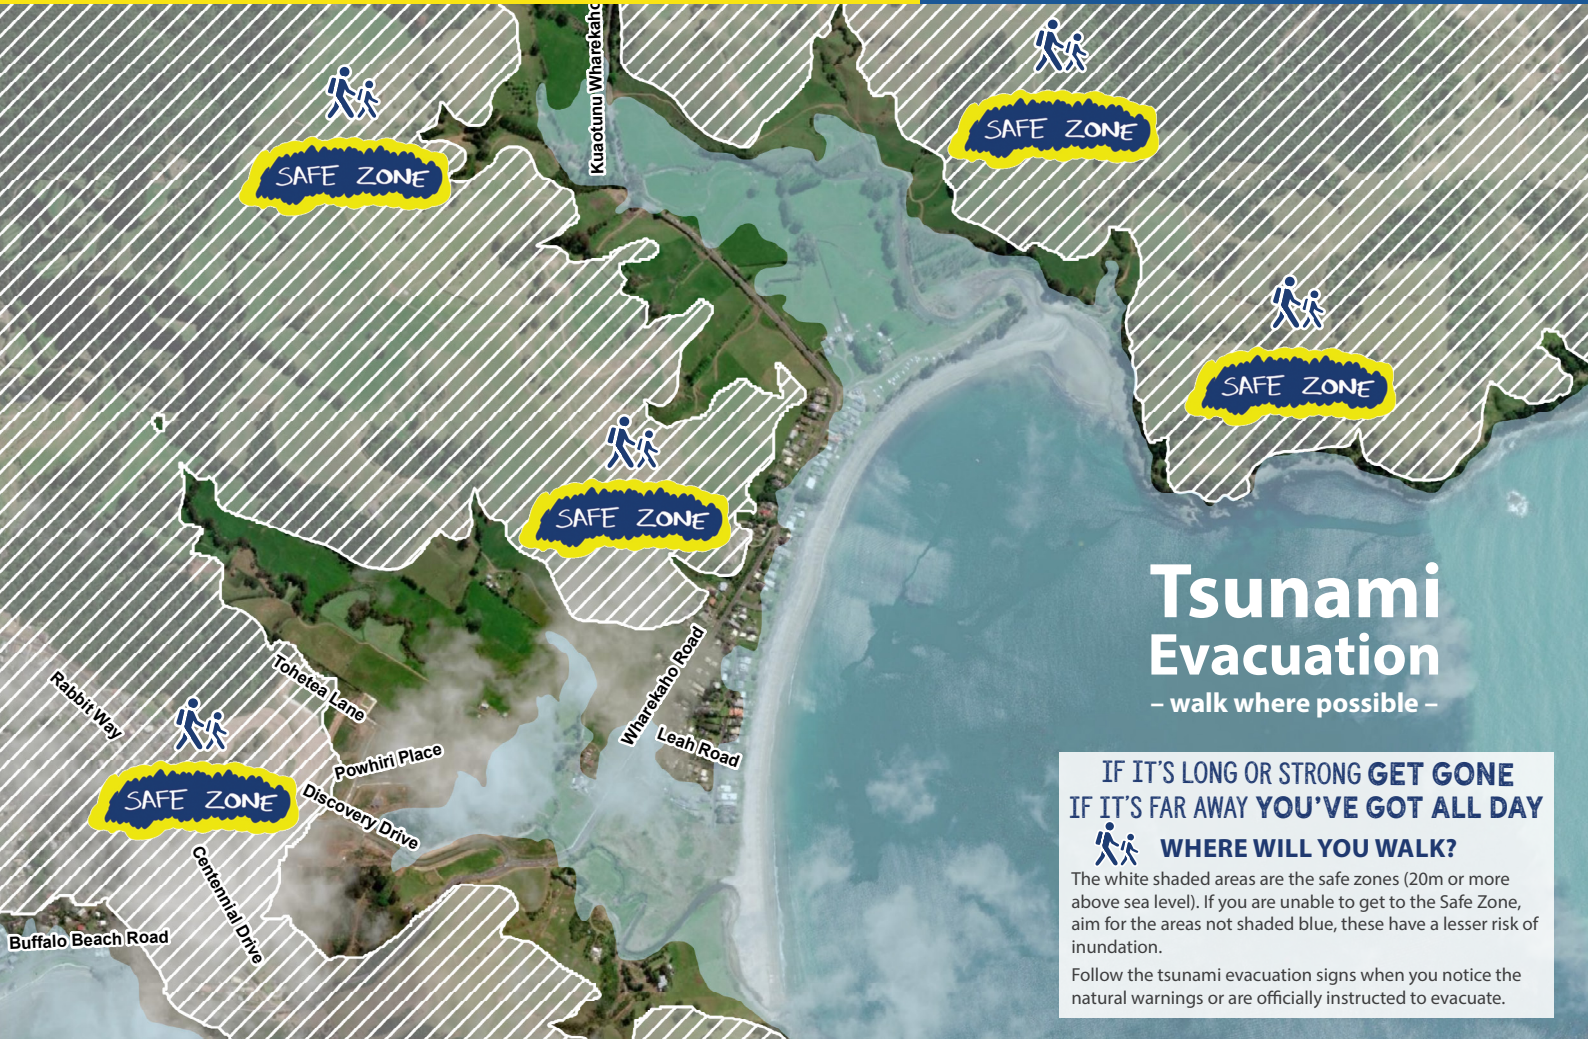 Kuaotunu Wharekaho
SAFE ZONE
SAFE ZONE
SAFE ZONE
SAFE ZONE
SAFE ZONE
Tohetea Lane
Rabbit Way
Wharekaho Road
Leah Road
Powhiri Place
Discovery Drive
Centennial Drive
Buffalo Beach Road
Tsunami
Evacuation
– walk where possible –
IF IT'S LONG OR STRONG GET GONE
IF IT'S FAR AWAY YOU'VE GOT ALL DAY
WHERE WILL YOU WALK?
The white shaded areas are the safe zones (20m or more
above sea level). If you are unable to get to the Safe Zone,
aim for the areas not shaded blue, these have a lesser risk of
inundation.
Follow the tsunami evacuation signs when you notice the
natural warnings or are officially instructed to evacuate.